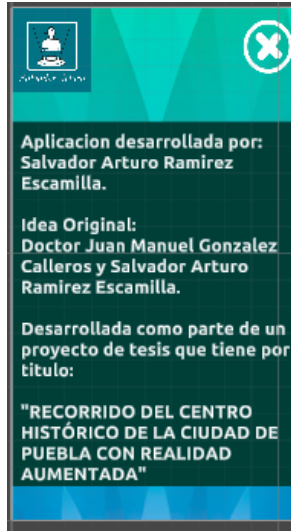 Aplicacion desarrollada por:
Salvador Arturo Ramirez
Escamilla.
Idea Original:
Doctor Juan Manuel Gonzalez
Calleros y Salvador Arturo
Ramirez Escamilla.
Desarrollada como parte de un
proyecto de tesis que tiene por
titulo:
"RECORRIDO DEL CENTRO
HISTÓRICO DE LA CIUDAD DE
PUEBLA CON REALIDAD
AUMENTADA"